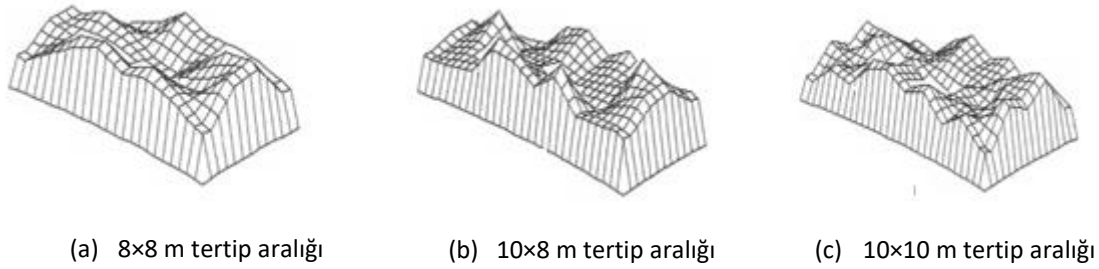 (a) 8×8 m tertip aralığı
(b) 10×8 m tertip aralığı
(c) 10×10 m tertip aralığı